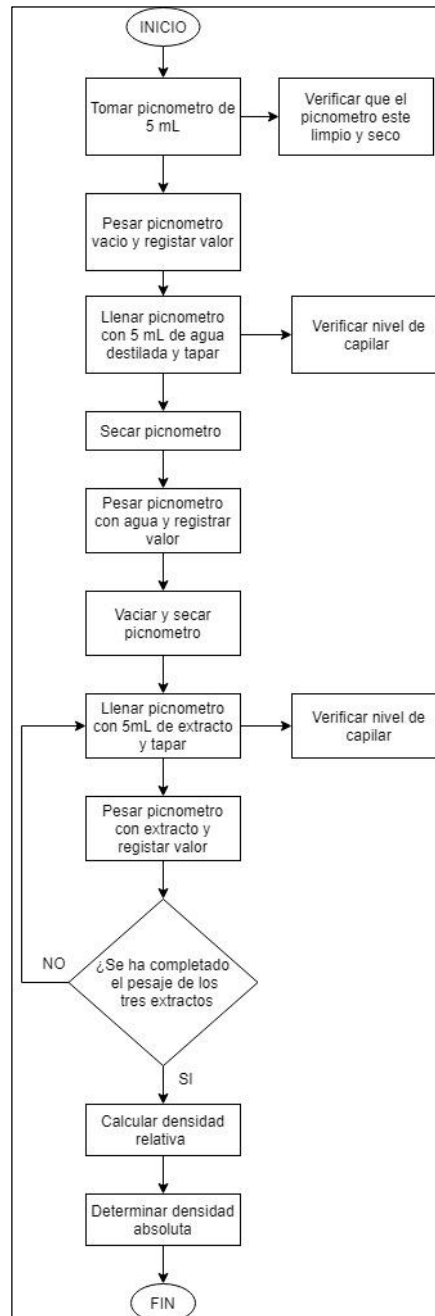 INICIO
Tomar picnometro de
5 mL
Verificar que el
picnometro este
limpio y seco
Pesar picnometro
vacio y registar valor
Llenar picnometro
con 5 mL de agua
destilada y tapar
Verificar nivel de
capilar
Secar picnometro
Pesar picnometro
con agua y registrar
valor
Vaciar y secar
picnometro
Llenar picnometro
con 5mL de extracto
y tapar
Verificar nivel de
capilar
Pesar picnometro
con extracto y
registar valor
NO
¿Se ha completado
el pesaje de los
tres extractos
SI
Calcular densidad
relativa
Determinar densidad
absoluta
FIN